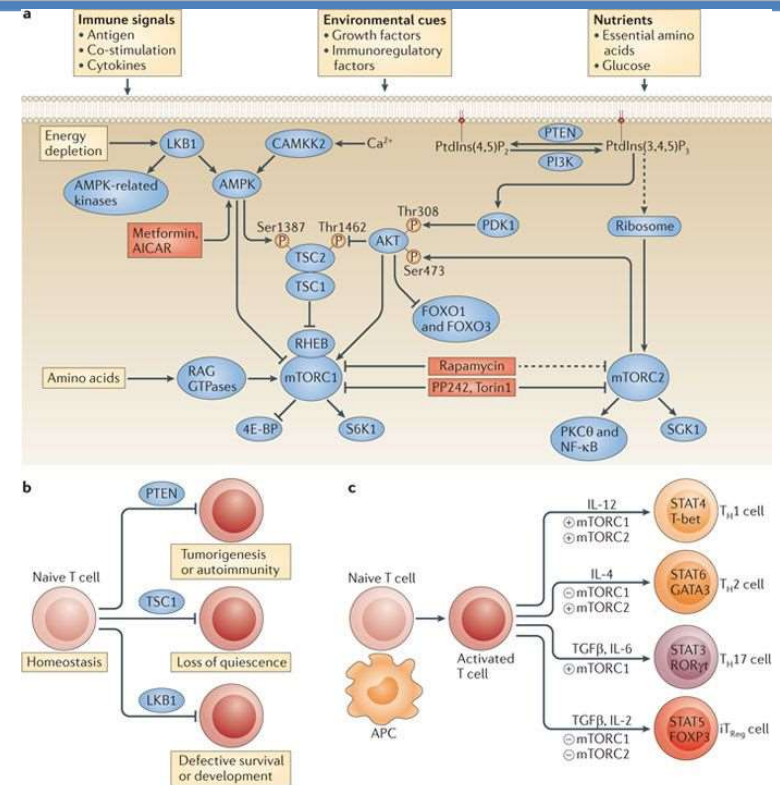 a
Immune signals
• Antigen
• Co-stimulation
• Cytokines
Environmental cues
• Growth factors
• Immunoregulatory
factors
Nutrients
• Essential amino
acids
• Glucose
Energy
depletion
LKB1
CAMKK2
Ca²⁺
PtdIns(4,5)P₂
PTEN
PI3K
PtdIns(3,4,5)P₃
AMPK-related
kinases
AMPK
Metformin,
AICAR
Ser1387
Thr1462
P
P
TSC2
TSC1
AKT
Thr308
P
P
Ser473
PDK1
Ribosome
FOXO1
and FOXO3
RHEB
mTORC1
Amino acids
RAG
GTPases
Rapamycin
PP242, Torin1
mTORC2
4E-BP
S6K1
PKCθ and
NF-κB
SGK1
b
PTEN
Tumorigenesis
or autoimmunity
Naive T cell
Homeostasis
TSC1
Loss of quiescence
LKB1
Defective survival
or development
c
Naive T cell
APC
Activated
T cell
IL-12
⊕mTORC1
⊕mTORC2
STAT4
T-bet
T_H1 cell
IL-4
⊖mTORC1
⊕mTORC2
STAT6
GATA3
T_H2 cell
TGFβ, IL-6
⊕mTORC1
STAT3
RORγt
T_H17 cell
TGFβ, IL-2
⊖mTORC1
⊖mTORC2
STAT5
FOXP3
iT_Reg cell